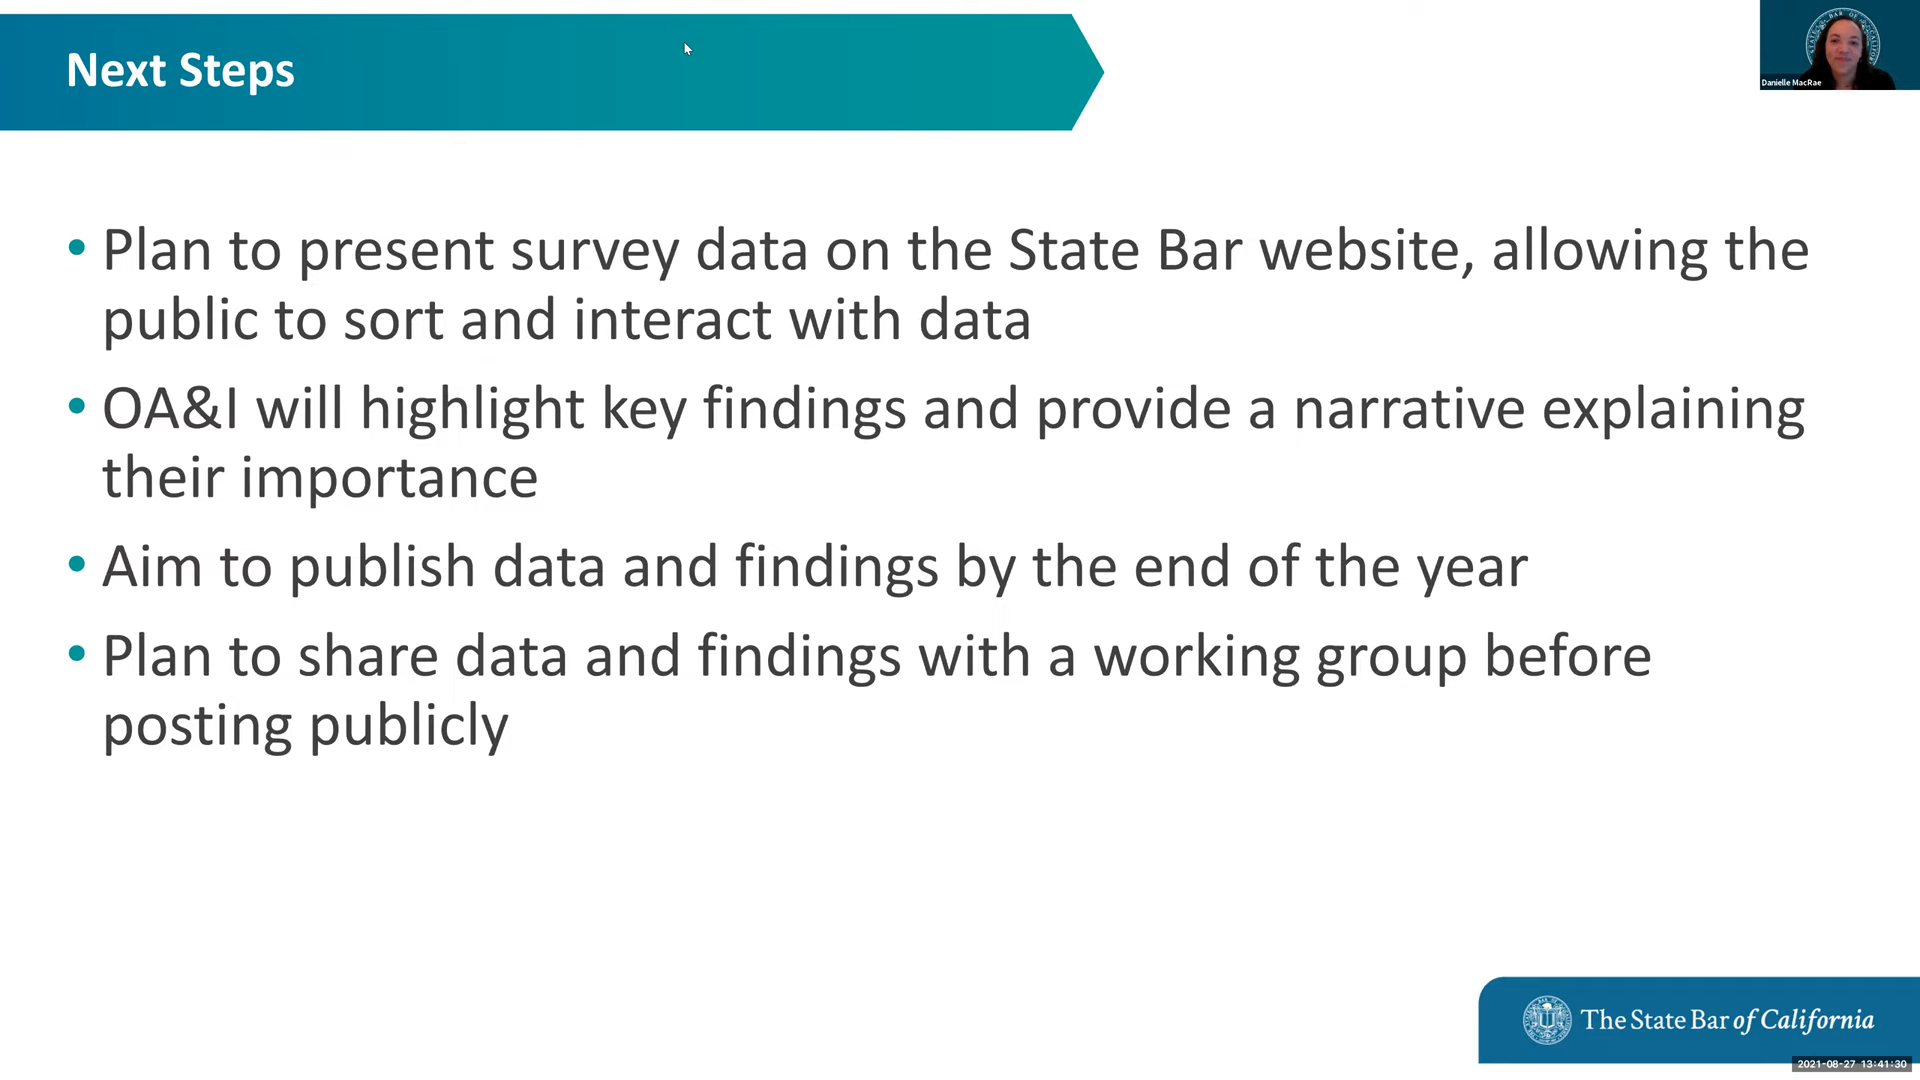 Next Steps
Danielle MacRae
• Plan to present survey data on the State Bar website, allowing the
public to sort and interact with data
• OA&I will highlight key findings and provide a narrative explaining
their importance
• Aim to publish data and findings by the end of the year
• Plan to share data and findings with a working group before
posting publicly
The State Bar of California
2021-08-27 13:41:30